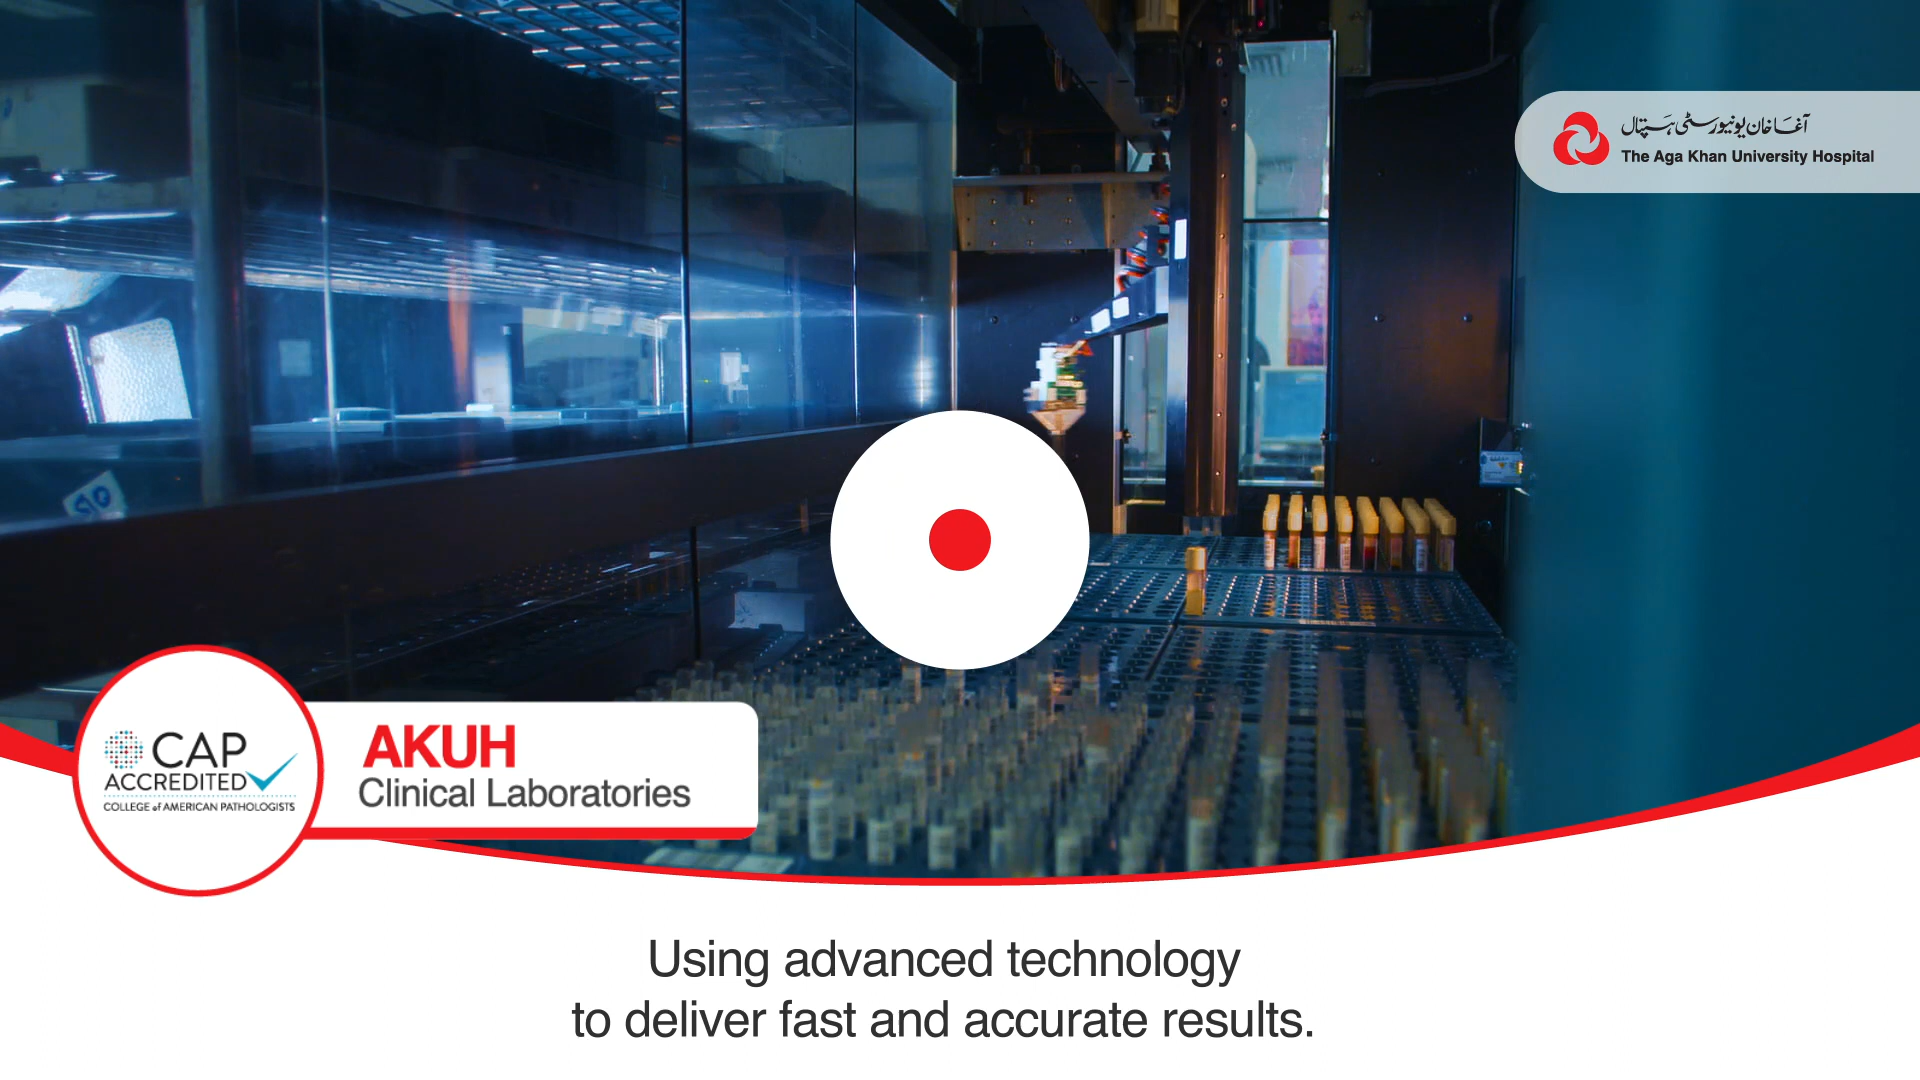 آغا خان یونیورسٹی ہسپتال
The Aga Khan University Hospital
CAP
ACCREDITED
COLLEGE of AMERICAN PATHOLOGISTS
AKUH
Clinical Laboratories
Using advanced technology
to deliver fast and accurate results.